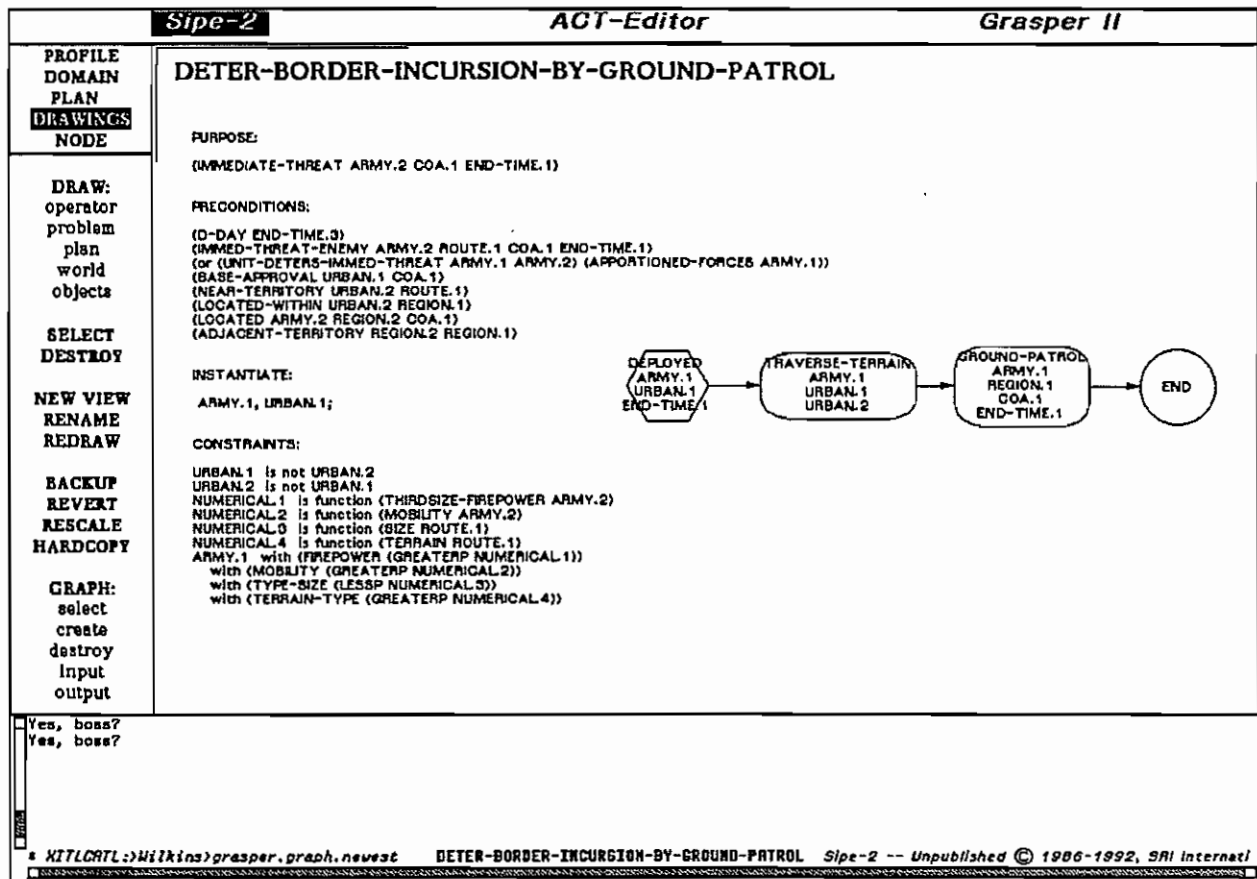 Sipe-2 ACT-Editor Grasper II
PROFILE
DOMAIN
PLAN
DRAWINGS
NODE
DRAW:
operator
problem
plan
world
objects
SELECT
DESTROY
NEW VIEW
RENAME
REDRAW
BACKUP
REVERT
RESCALE
HARDCOPY
GRAPH:
select
create
destroy
input
output
DETER-BORDER-INCURSION-BY-GROUND-PATROL
PURPOSE:
(IMMEDIATE-THREAT ARMY.2 COA.1 END-TIME.1)
PRECONDITIONS:
(D-DAY END-TIME.3)
(IMMED-THREAT-ENEMY ARMY.2 ROUTE.1 COA.1 END-TIME.1)
(or (UNIT-DETERS-IMMED-THREAT ARMY.1 ARMY.2) (APPORTIONED-FORCES ARMY.1))
(BASE-APPROVAL URBAN.1 COA.1)
(NEAR-TERRITORY URBAN.2 ROUTE.1)
(LOCATED-WITHIN URBAN.2 REGION.1)
(LOCATED ARMY.2 REGION.2 COA.1)
(ADJACENT-TERRITORY REGION.2 REGION.1)
INSTANTIATE:
ARMY.1, URBAN.1;
CONSTRAINTS:
URBAN.1 is not URBAN.2
URBAN.2 is not URBAN.1
NUMERICAL.1 is function (THIRDSIZE-FIREPOWER ARMY.2)
NUMERICAL.2 is function (MOBILITY ARMY.2)
NUMERICAL.3 is function (SIZE ROUTE.1)
NUMERICAL.4 is function (TERRAIN ROUTE.1)
ARMY.1 with (FIREPOWER (GREATERP NUMERICAL.1))
with (MOBILITY (GREATERP NUMERICAL.2))
with (TYPE-SIZE (LESSP NUMERICAL.3))
with (TERRAIN-TYPE (GREATERP NUMERICAL.4))
DEPLOYED
ARMY.1
URBAN.1
END-TIME.1
TRAVERSE-TERRAIN
ARMY.1
URBAN.1
URBAN.2
GROUND-PATROL
ARMY.1
REGION.1
COA.1
END-TIME.1
END
Yes, boss?
Yes, boss?
* XITLCATL:>Wilkins>grasper.graph.newest DETER-BORDER-INCURSION-BY-GROUND-PATROL Sipe-2 -- Unpublished © 1986-1992, SRI Internati